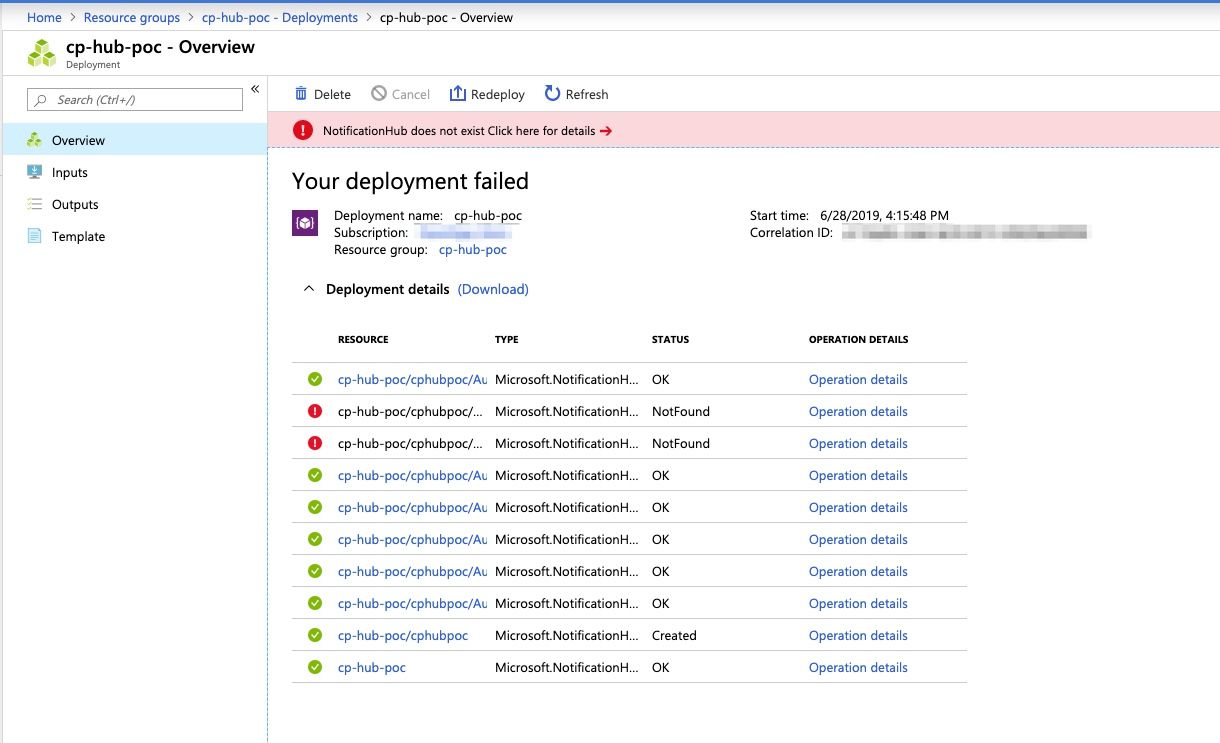 Home > Resource groups > cp-hub-poc - Deployments > cp-hub-poc - Overview
cp-hub-poc - Overview
Deployment
Search (Ctrl+/)
«
Overview
Inputs
Outputs
Template
Delete Cancel Redeploy Refresh
NotificationHub does not exist Click here for details →
Your deployment failed
Deployment name: cp-hub-poc
Subscription:
Resource group: cp-hub-poc
Start time: 6/28/2019, 4:15:48 PM
Correlation ID:
Deployment details (Download)
RESOURCE TYPE STATUS OPERATION DETAILS
cp-hub-poc/cphubpoc/Au Microsoft.NotificationH... OK Operation details
cp-hub-poc/cphubpoc/... Microsoft.NotificationH... NotFound Operation details
cp-hub-poc/cphubpoc/... Microsoft.NotificationH... NotFound Operation details
cp-hub-poc/cphubpoc/Au Microsoft.NotificationH... OK Operation details
cp-hub-poc/cphubpoc/Au Microsoft.NotificationH... OK Operation details
cp-hub-poc/cphubpoc/Au Microsoft.NotificationH... OK Operation details
cp-hub-poc/cphubpoc/Au Microsoft.NotificationH... OK Operation details
cp-hub-poc/cphubpoc/Au Microsoft.NotificationH... OK Operation details
cp-hub-poc/cphubpoc Microsoft.NotificationH... Created Operation details
cp-hub-poc Microsoft.NotificationH... OK Operation details